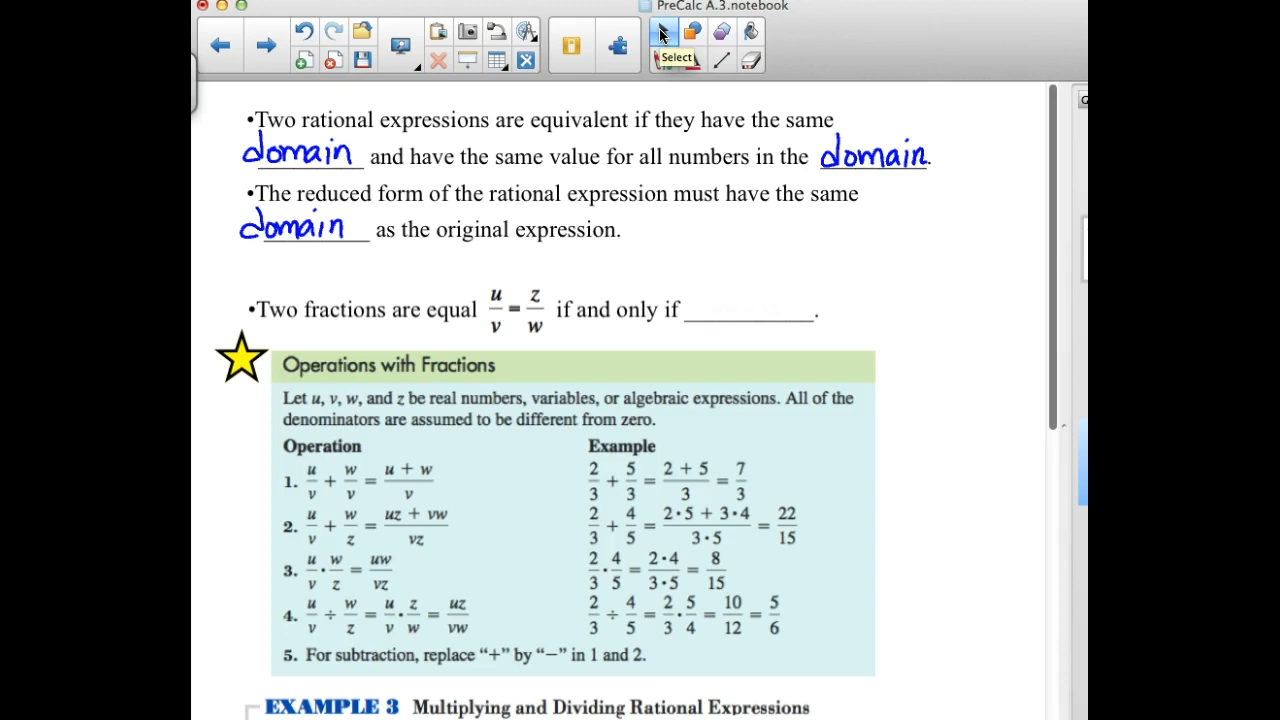 PreCalc A.3.notebook
Select
•Two rational expressions are equivalent if they have the same
domain and have the same value for all numbers in the domain.
•The reduced form of the rational expression must have the same
domain as the original expression.
•Two fractions are equal u/v = z/w if and only if ____________.
Operations with Fractions
Let u, v, w, and z be real numbers, variables, or algebraic expressions. All of the
denominators are assumed to be different from zero.
Operation Example
1. u/v + w/v = (u + w)/v 2/3 + 5/3 = (2 + 5)/3 = 7/3
2. u/v + w/z = (uz + vw)/vz 2/3 + 4/5 = (2•5 + 3•4)/(3•5) = 22/15
3. u/v • w/z = uw/vz 2/3 • 4/5 = (2•4)/(3•5) = 8/15
4. u/v ÷ w/z = u/v • z/w = uz/vw 2/3 ÷ 4/5 = 2/3 • 5/4 = 10/12 = 5/6
5. For subtraction, replace “+” by “−” in 1 and 2.
EXAMPLE 3 Multiplying and Dividing Rational Expressions